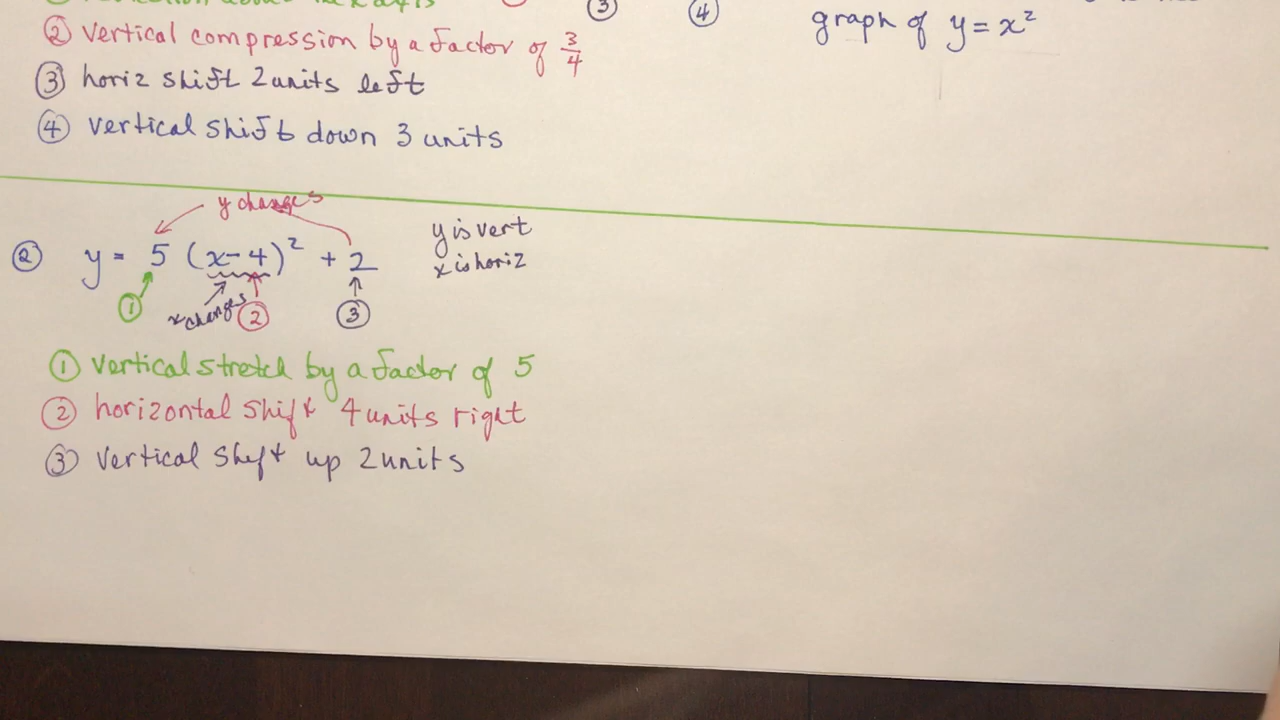 ③ ④
② vertical compression by a factor of 3/4
graph of y = x²
③ horiz shift 2 units left
④ vertical shift down 3 units
y changes
② y = 5 (x-4)² + 2
y is vert
x is horiz
① x changes ② ③
① vertical stretch by a factor of 5
② horizontal shift 4 units right
③ vertical shift up 2 units